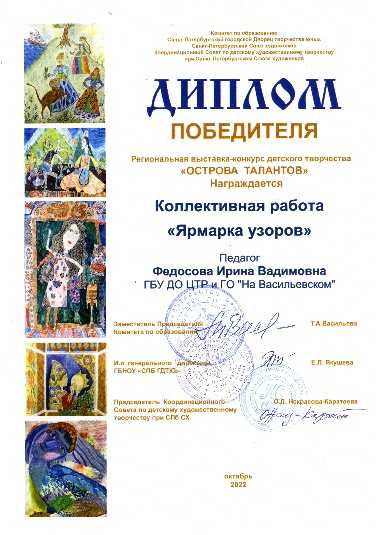 Комитет по образованию
Санкт-Петербургский городской Дворец творчества юных
Санкт-Петербургский Союз художников
Координационный Совет по детскому художественному творчеству
при Санкт-Петербургском Союзе художников
ДИПЛОМ
ПОБЕДИТЕЛЯ
Региональная выставка-конкурс детского творчества
«ОСТРОВА ТАЛАНТОВ»
Награждается
Коллективная работа
«Ярмарка узоров»
Педагог
Федосова Ирина Вадимовна
ГБУ ДО ЦТР и ГО "На Васильевском"
Заместитель Председателя Т.А.Васильева
Комитета по образованию
И.о генерального директора Е.Л. Якушева
ГБНОУ «СПБ ГДТЮ»
Председатель Координационного О.Д. Некрасова-Каратеева
Совета по детскому художественному
творчеству при СПб СХ
октябрь
2022